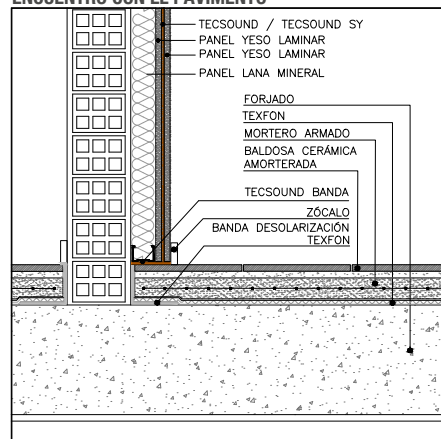 ENCUENTRO CON EL PAVIMENTO
TECSOUND / TECSOUND SY
PANEL YESO LAMINAR
PANEL YESO LAMINAR
PANEL LANA MINERAL
FORJADO
TEXFON
MORTERO ARMADO
BALDOSA CERÁMICA
AMORTERADA
TECSOUND BANDA
ZÓCALO
BANDA DESOLARIZACIÓN
TEXFON